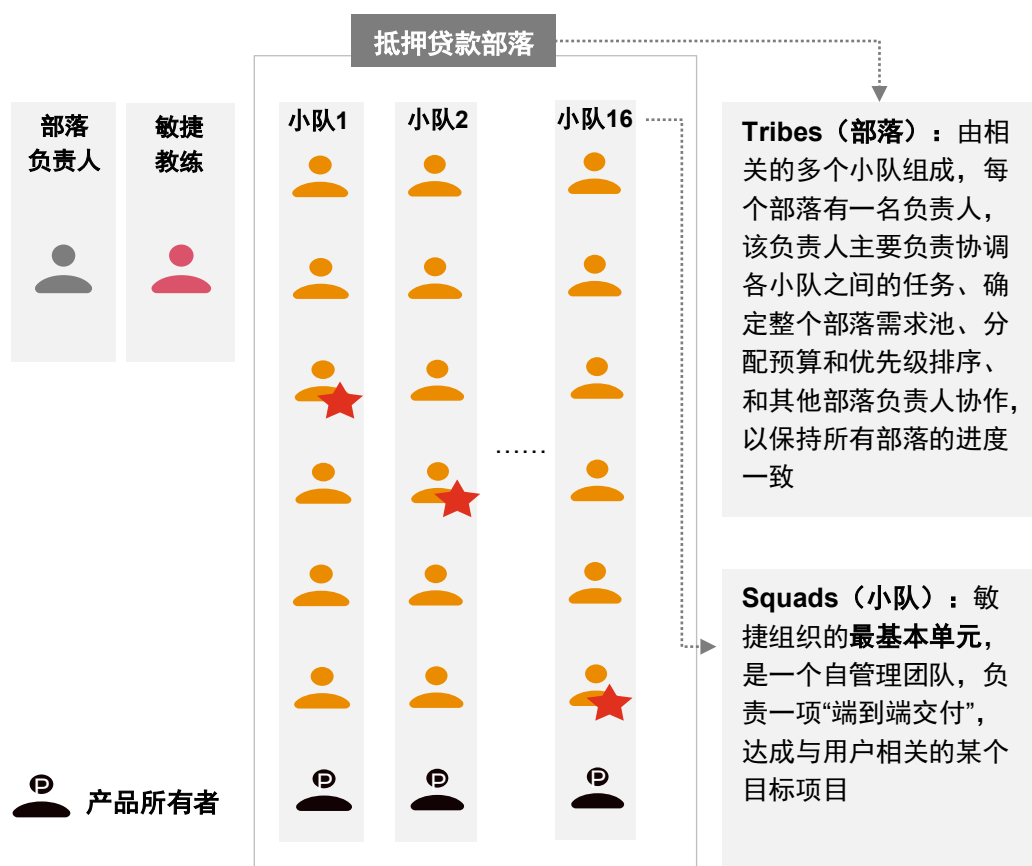 抵押贷款部落
部落
负责人
敏捷
教练
小队1
小队2
小队16
......
Tribes（部落）：由相
关的多个小队组成，每
个部落有一名负责人，
该负责人主要负责协调
各小队之间的任务、确
定整个部落需求池、分
配预算和优先级排序、
和其他部落负责人协作，
以保持所有部落的进度
一致
Squads（小队）：敏
捷组织的最基本单元，
是一个自管理团队，负
责一项“端到端交付”，
达成与用户相关的某个
目标项目
P
产品所有者
P
P
P